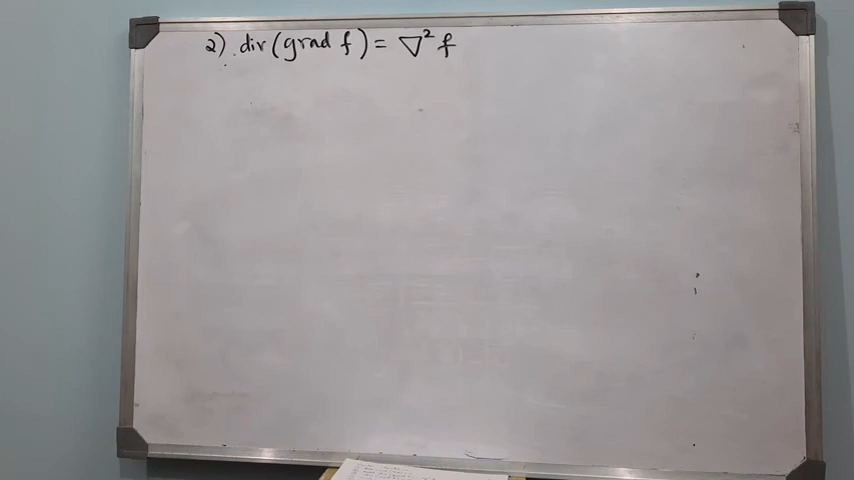 2) div (grad f) = ∇² f